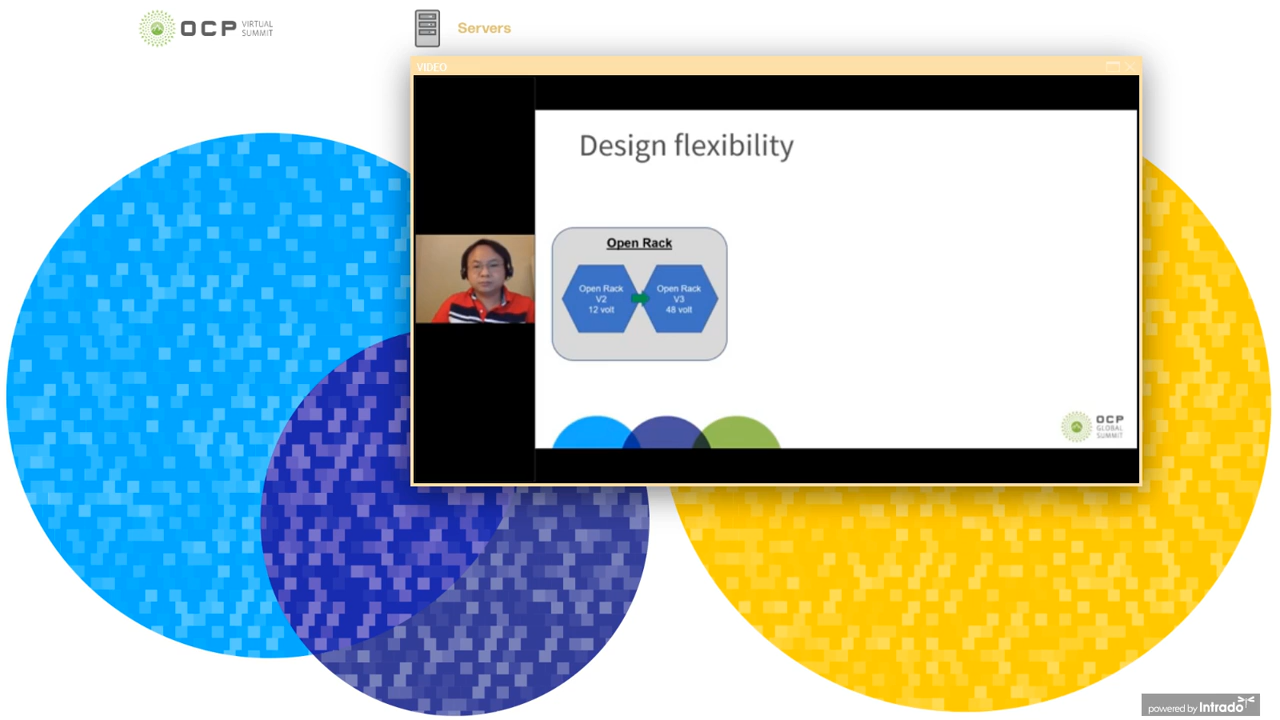 OCP VIRTUAL SUMMIT
Servers
VIDEO
Design flexibility
Open Rack
Open Rack
V2
12 volt
Open Rack
V3
48 volt
OCP
GLOBAL
SUMMIT
powered by Intrado